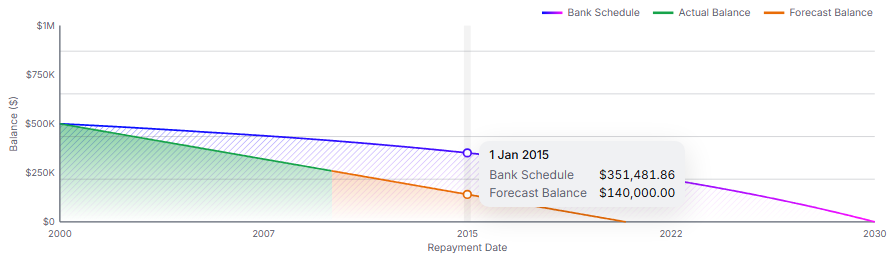 Bank Schedule Actual Balance Forecast Balance
$1M
$750K
$500K
$250K
$0
Balance ($)
1 Jan 2015
Bank Schedule $351,481.86
Forecast Balance $140,000.00
2000 2007 2015 2022 2030
Repayment Date